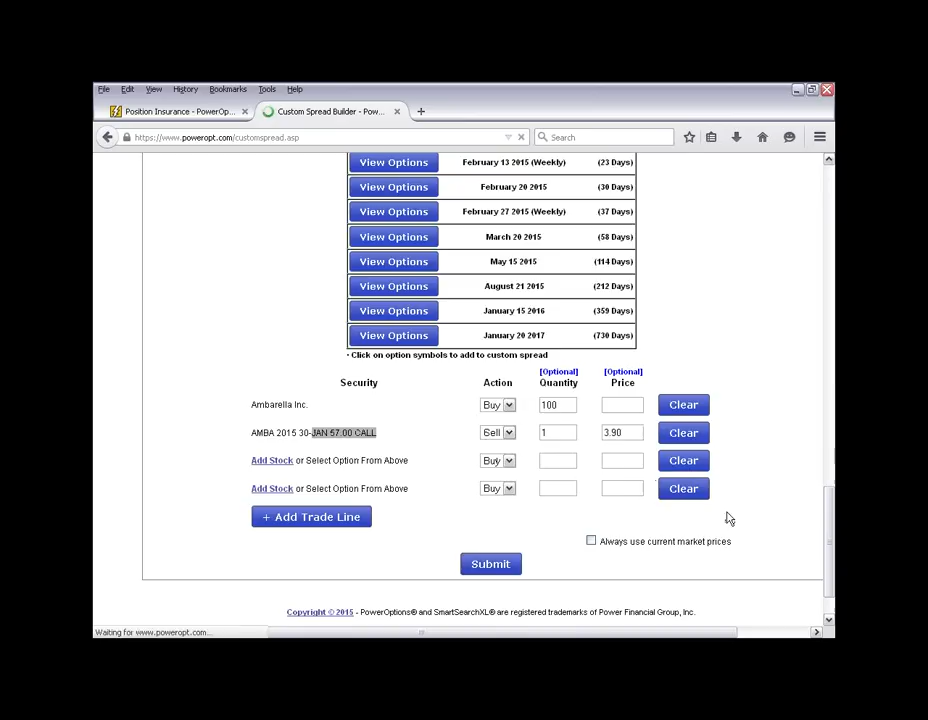 File Edit View History Bookmarks Tools Help
Position Insurance - PowerOp... × Custom Spread Builder - Pow... × +
https://www.poweropt.com/customspread.asp Search
View Options February 13 2015 (Weekly) (23 Days)
View Options February 20 2015 (30 Days)
View Options February 27 2015 (Weekly) (37 Days)
View Options March 20 2015 (58 Days)
View Options May 15 2015 (114 Days)
View Options August 21 2015 (212 Days)
View Options January 15 2016 (359 Days)
View Options January 20 2017 (730 Days)
· Click on option symbols to add to custom spread
[Optional] [Optional]
Security Action Quantity Price
Ambarella Inc. Buy 100 Clear
AMBA 2015 30-JAN 57.00 CALL Sell 1 3.90 Clear
Add Stock or Select Option From Above Buy Clear
Add Stock or Select Option From Above Buy Clear
+ Add Trade Line
Always use current market prices
Submit
Copyright © 2015 - PowerOptions® and SmartSearchXL® are registered trademarks of Power Financial Group, Inc.
Waiting for www.poweropt.com...